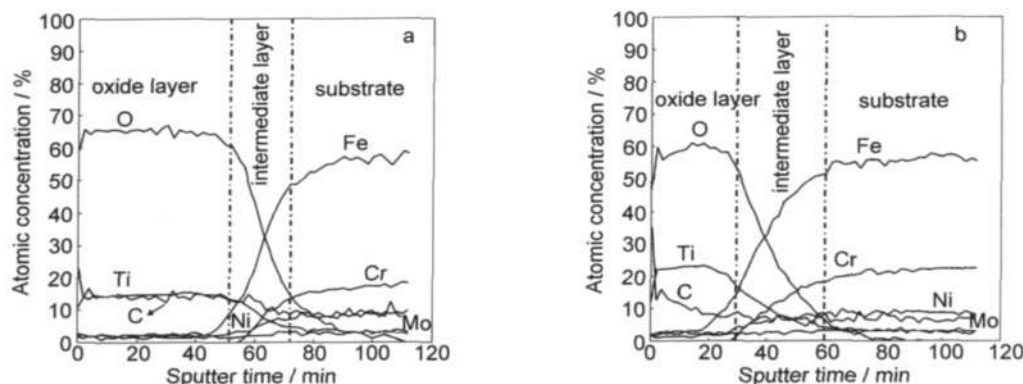 a
Atomic concentration / %
100
90
80
70
60
50
40
30
20
10
0
oxide layer
intermediate layer
substrate
O
Fe
Ti
C
Cr
Ni
Mo
0 20 40 60 80 100 120
Sputter time / min
b
Atomic concentration / %
100
90
80
70
60
50
40
30
20
10
0
oxide layer
intermediate layer
substrate
O
Fe
Ti
C
Cr
Ni
Mo
0 20 40 60 80 100 120
Sputter time / min